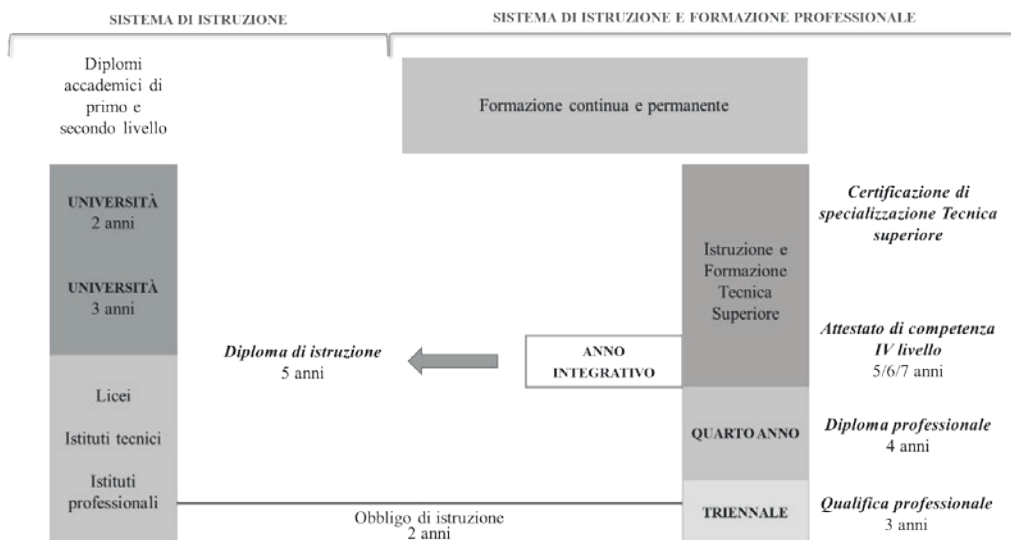 SISTEMA DI ISTRUZIONE
SISTEMA DI ISTRUZIONE E FORMAZIONE PROFESSIONALE
Diplomi
accademici di
primo e
secondo livello
Formazione continua e permanente
UNIVERSITÀ
2 anni
UNIVERSITÀ
3 anni
Licei
Istituti tecnici
Istituti
professionali
Diploma di istruzione
5 anni
ANNO
INTEGRATIVO
Obbligo di istruzione
2 anni
Istruzione e
Formazione
Tecnica
Superiore
QUARTO ANNO
TRIENNALE
Certificazione di
specializzazione Tecnica
superiore
Attestato di competenza
IV livello
5/6/7 anni
Diploma professionale
4 anni
Qualifica professionale
3 anni